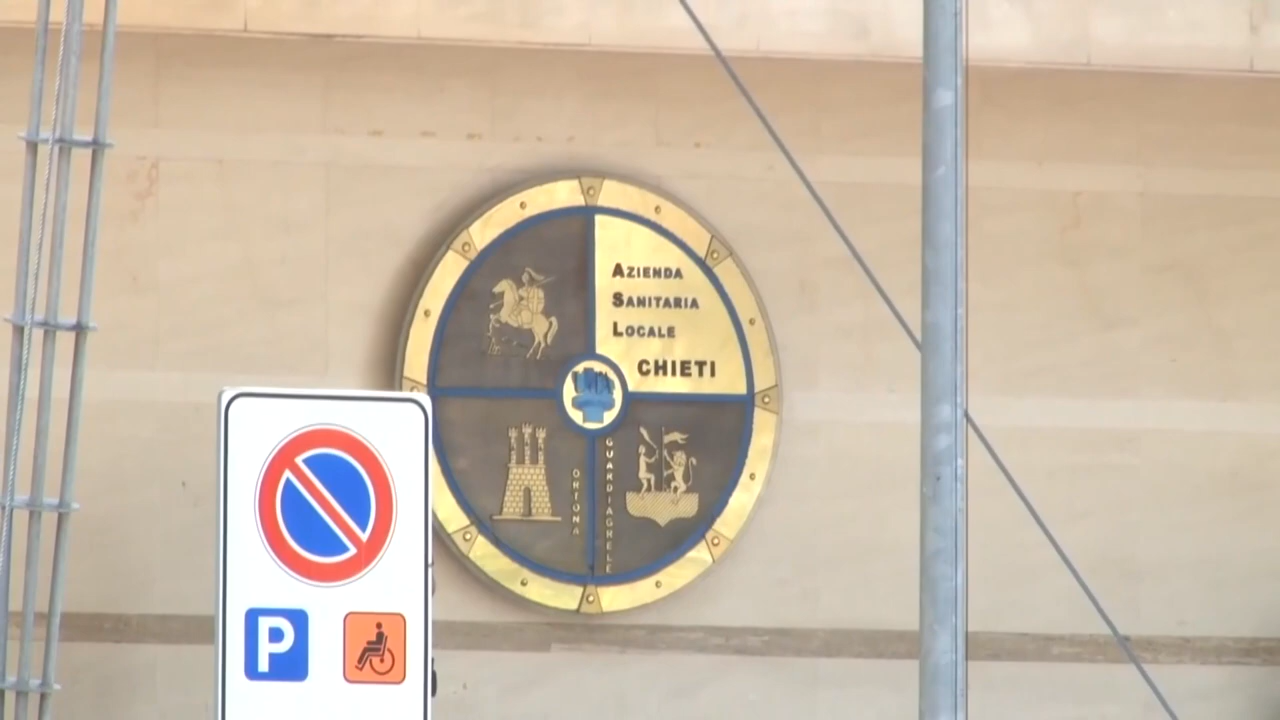 AZIENDA
SANITARIA
LOCALE
CHIETI
ORTONA
GUARDIAGRELE
P